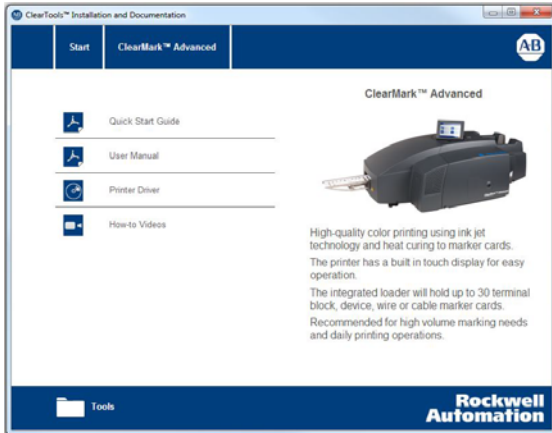 ClearTools™ Installation and Documentation
Start
ClearMark™ Advanced
AB
Quick Start Guide
User Manual
Printer Driver
How-to Videos
ClearMark™ Advanced
High-quality color printing using ink jet
technology and heat curing to marker cards.
The printer has a built in touch display for easy
operation.
The integrated loader will hold up to 30 terminal
block, device, wire or cable marker cards.
Recommended for high volume marking needs
and daily printing operations.
Tools
Rockwell
Automation